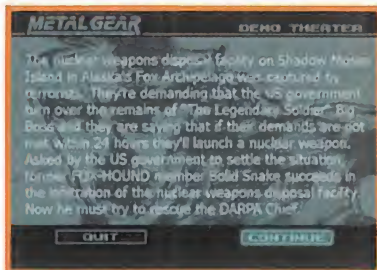 METAL GEAR
DEMO THEATER
The nuclear weapons disposal facility on Shadow Moses
Island in Alaska's Fox Archipelago was captured by
terrorists. They're demanding that the US government
turn over the remains of "The Legendary Soldier" Big
Boss and they are saying that if their demands are not
met within 24 hours they'll launch a nuclear weapon.
Asked by the US government to settle the situation,
former FOX-HOUND member Solid Snake succeeds in
the infiltration of the nuclear weapons disposal facility.
Now he must try to rescue the DARPA Chief.
QUIT
CONTINUE